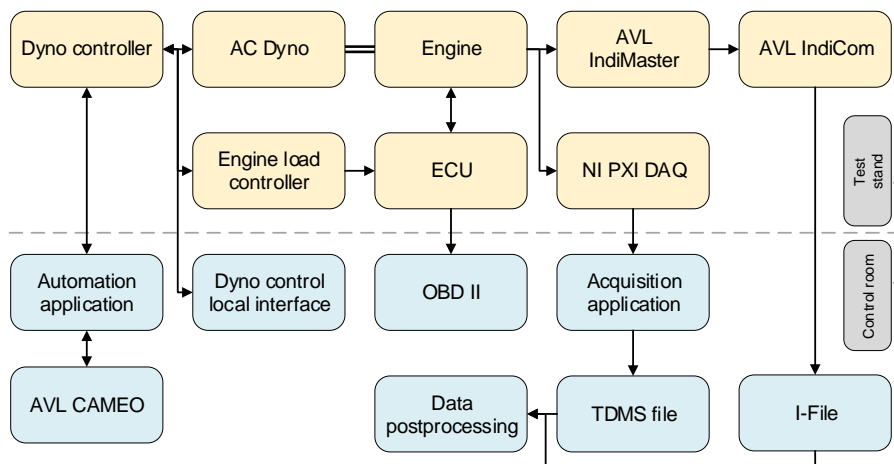 Dyno controller
AC Dyno
Engine
AVL
IndiMaster
AVL IndiCom
Engine load
controller
ECU
NI PXI DAQ
Test
stand
Automation
application
Dyno control
local interface
OBD II
Acquisition
application
Control room
AVL CAMEO
Data
postprocessing
TDMS file
I-File